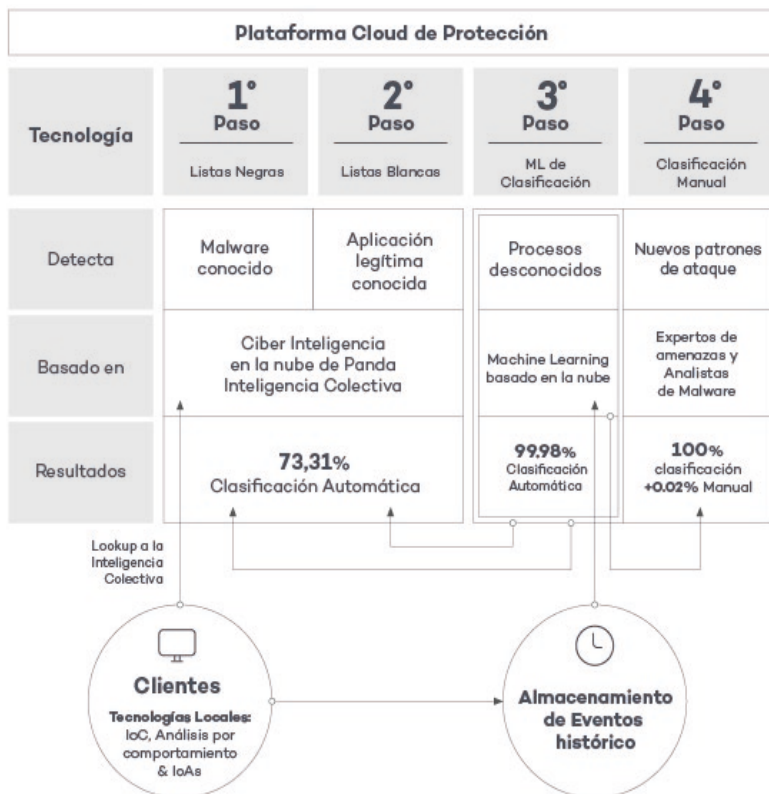 Plataforma Cloud de Protección
Tecnología
1°
Paso
Listas Negras
2°
Paso
Listas Blancas
3°
Paso
ML de
Clasificación
4°
Paso
Clasificación
Manual
Detecta
Malware
conocido
Aplicación
legítima
conocida
Procesos
desconocidos
Nuevos patrones
de ataque
Basado en
Ciber Inteligencia
en la nube de Panda
Inteligencia Colectiva
Machine Learning
basado en la nube
Expertos de
amenazas y
Analistas
de Malware
Resultados
73,31%
Clasificación Automática
99,98%
Clasificación
Automática
100%
clasificación
+0.02% Manual
Lookup a la
Inteligencia
Colectiva
Clientes
Tecnologías Locales:
IoC, Análisis por
comportamiento
& IoAs
Almacenamiento
de Eventos
histórico